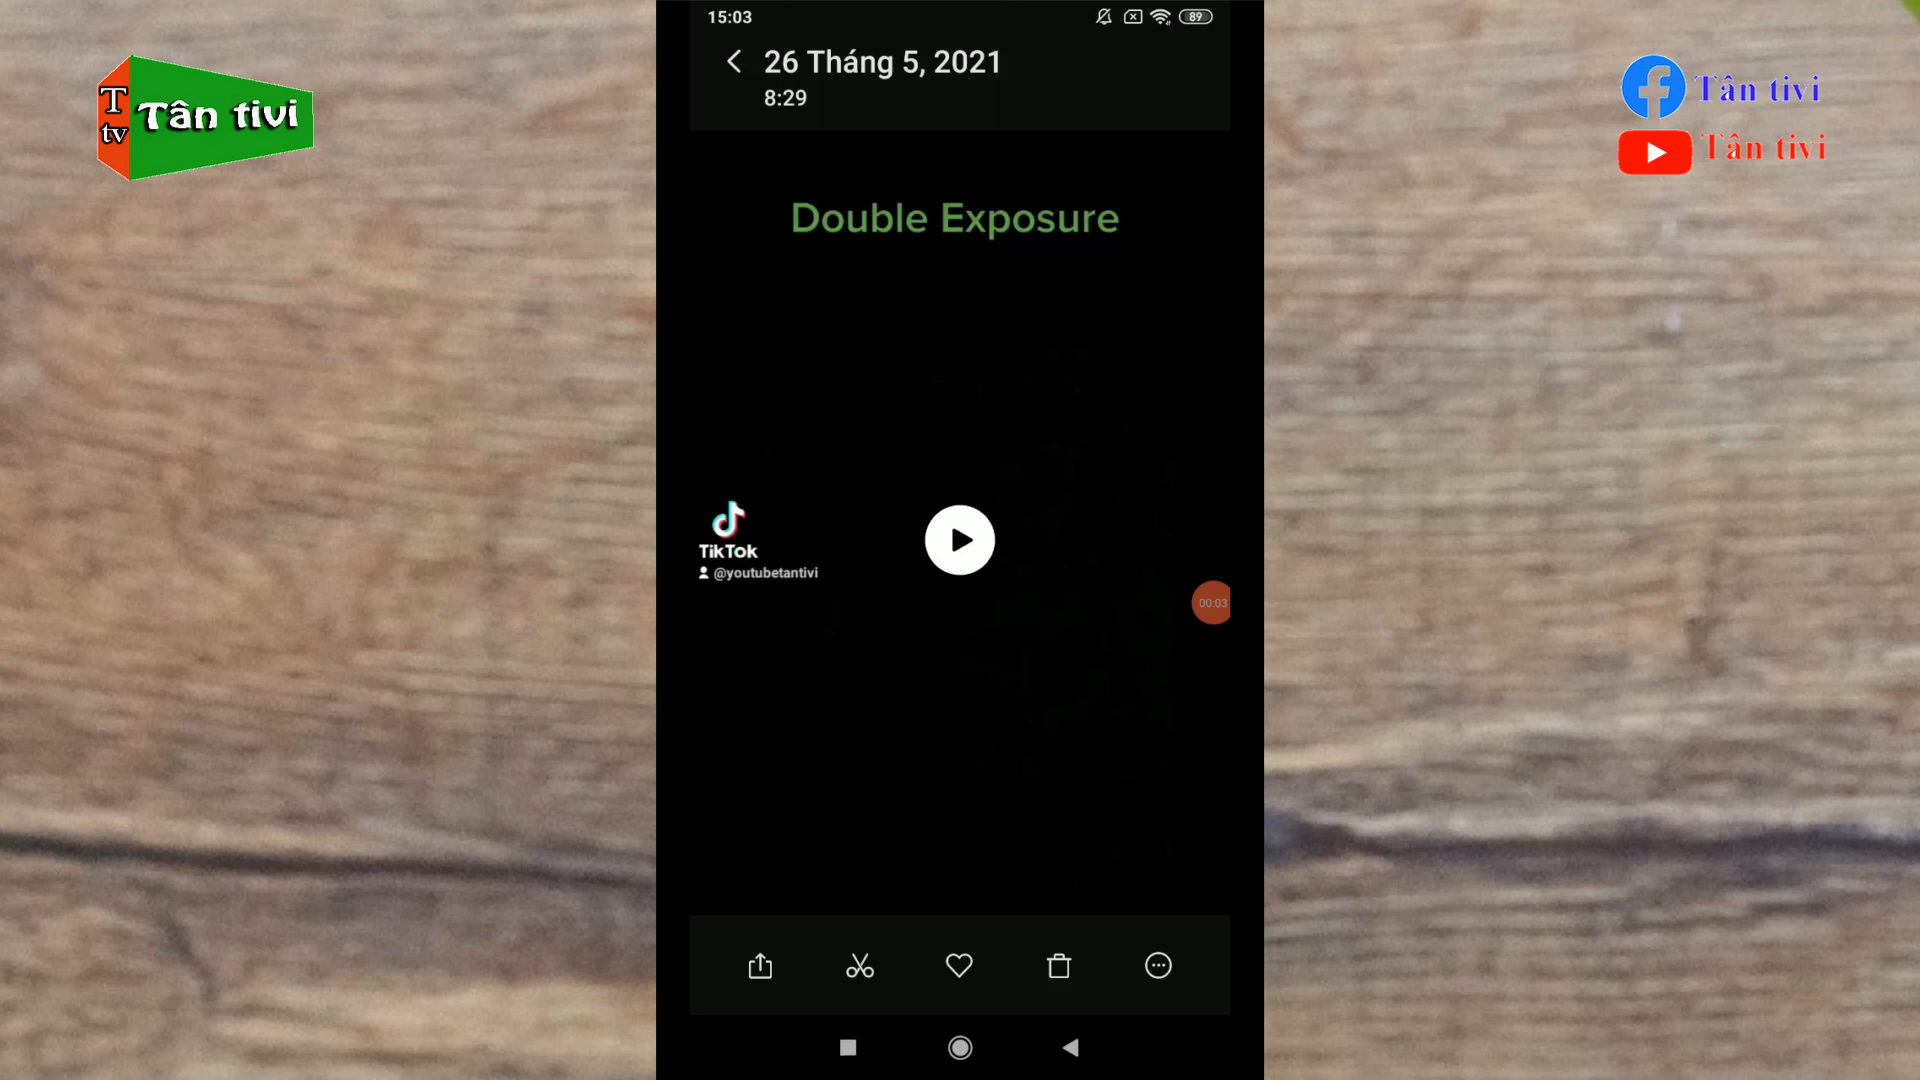 15:03
89
26 Tháng 5, 2021
8:29
T
tv
Tân tivi
Tân tivi
Tân tivi
Double Exposure
TikTok
@youtubetantivi
00:03